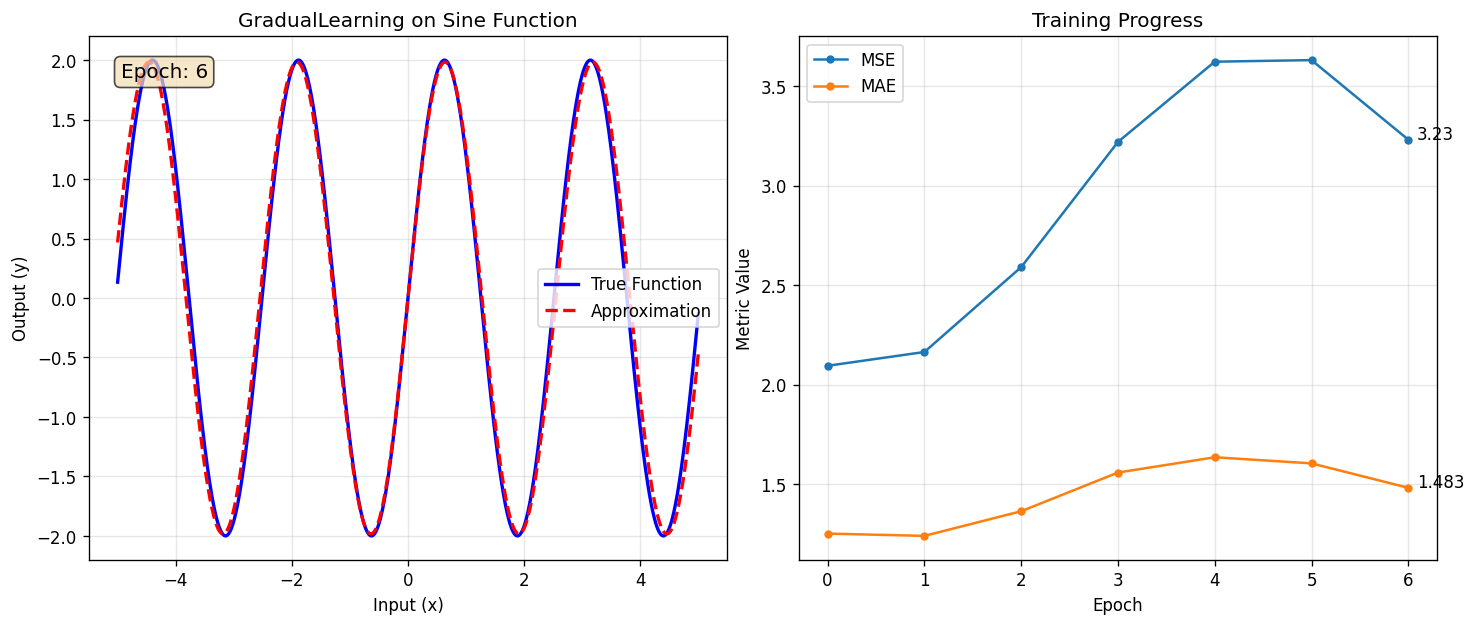 GradualLearning on Sine Function
Epoch: 6
2.0
1.5
1.0
0.5
0.0
−0.5
−1.0
−1.5
−2.0
Output (y)
True Function
Approximation
−4
−2
0
2
4
Input (x)
Training Progress
MSE
MAE
3.5
3.0
2.5
2.0
1.5
Metric Value
3.23
1.483
0
1
2
3
4
5
6
Epoch